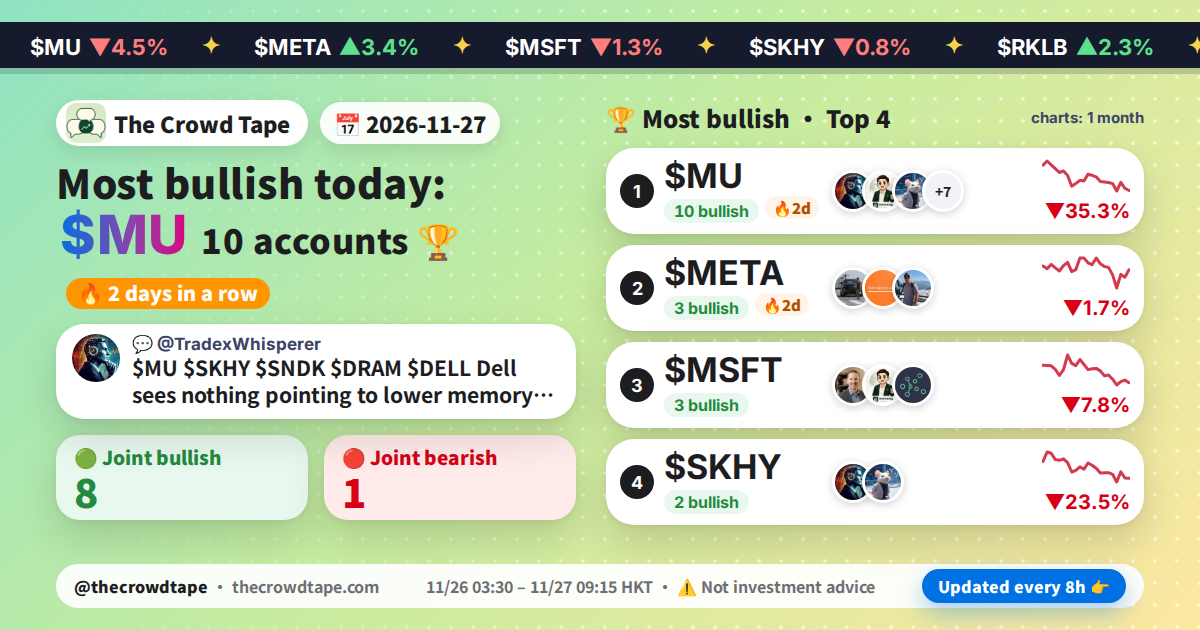 $MU ▼4.5% ✦ $META ▲3.4% ✦ $MSFT ▼1.3% ✦ $SKHY ▼0.8% ✦ $RKLB ▲2.3% ✦
The Crowd Tape
📅 2026-11-27
Most bullish today:
$MU 10 accounts 🏆
🔥 2 days in a row
💬 @TradexWhisperer
$MU $SKHY $SNDK $DRAM $DELL Dell
sees nothing pointing to lower memory…
🟢 Joint bullish
8
🔴 Joint bearish
1
🏆 Most bullish • Top 4
charts: 1 month
1
$MU
10 bullish
🔥2d
+7
▼35.3%
2
$META
3 bullish
🔥2d
▼1.7%
3
$MSFT
3 bullish
▼7.8%
4
$SKHY
2 bullish
▼23.5%
@thecrowdtape • thecrowdtape.com
11/26 03:30 – 11/27 09:15 HKT • ⚠️ Not investment advice
Updated every 8h 👉